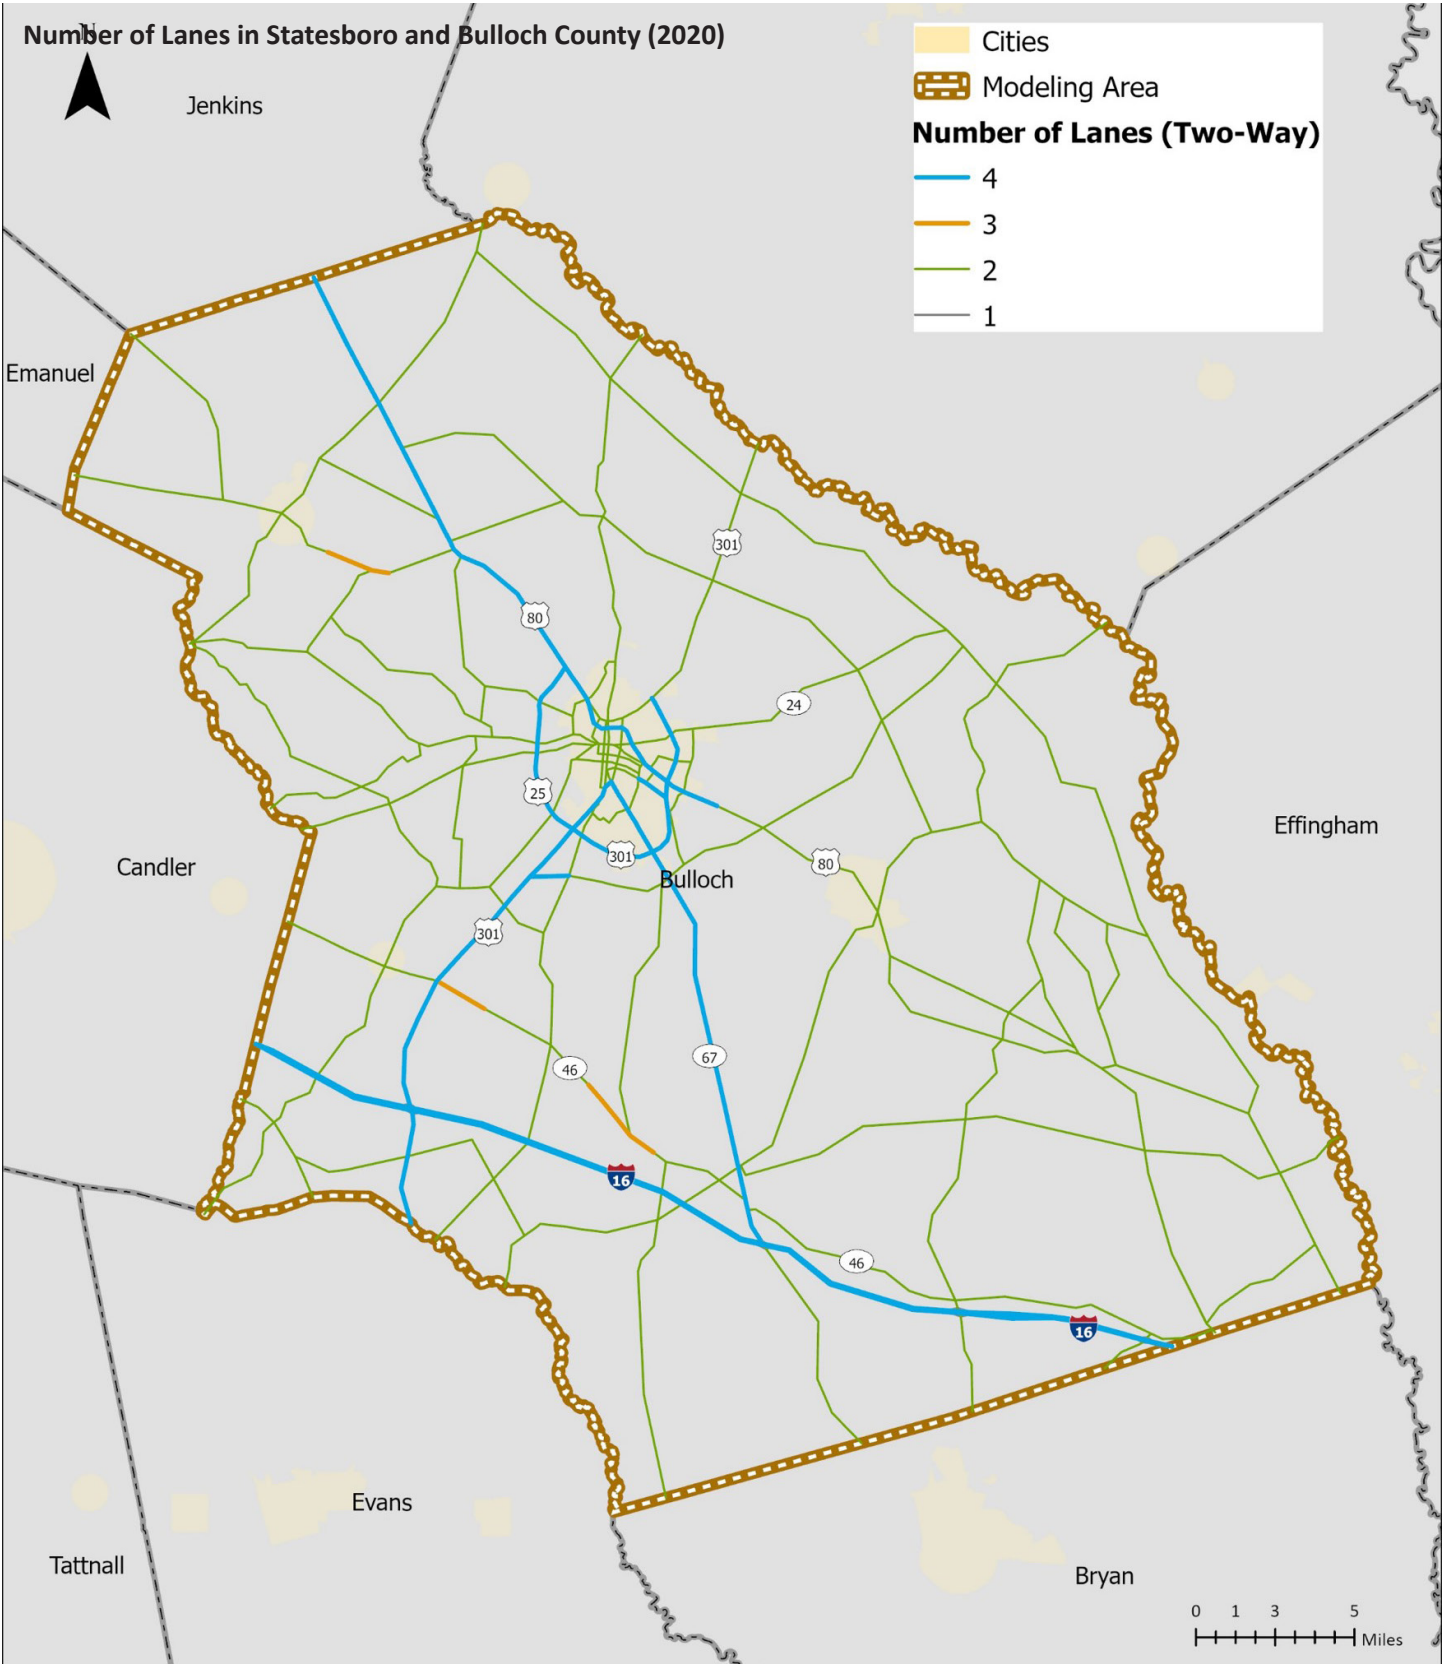 Number of Lanes in Statesboro and Bulloch County (2020)
N
Cities
Modeling Area
Number of Lanes (Two-Way)
4
3
2
1
Jenkins
Emanuel
301
80
24
25
Effingham
Candler
301
80
Bulloch
301
67
46
16
46
16
Evans
Tattnall
Bryan
0 1 3 5
Miles